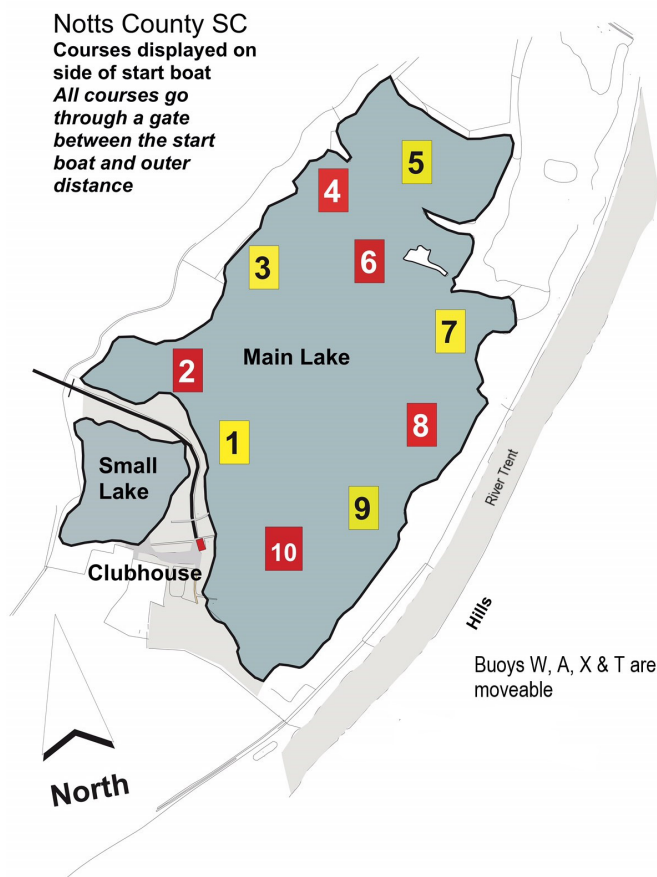 Notts County SC
Courses displayed on
side of start boat
All courses go
through a gate
between the start
boat and outer
distance
5
4
6
3
7
Main Lake
2
8
1
Small
Lake
9
River Trent
10
Clubhouse
Hills
Buoys W, A, X & T are
moveable
North